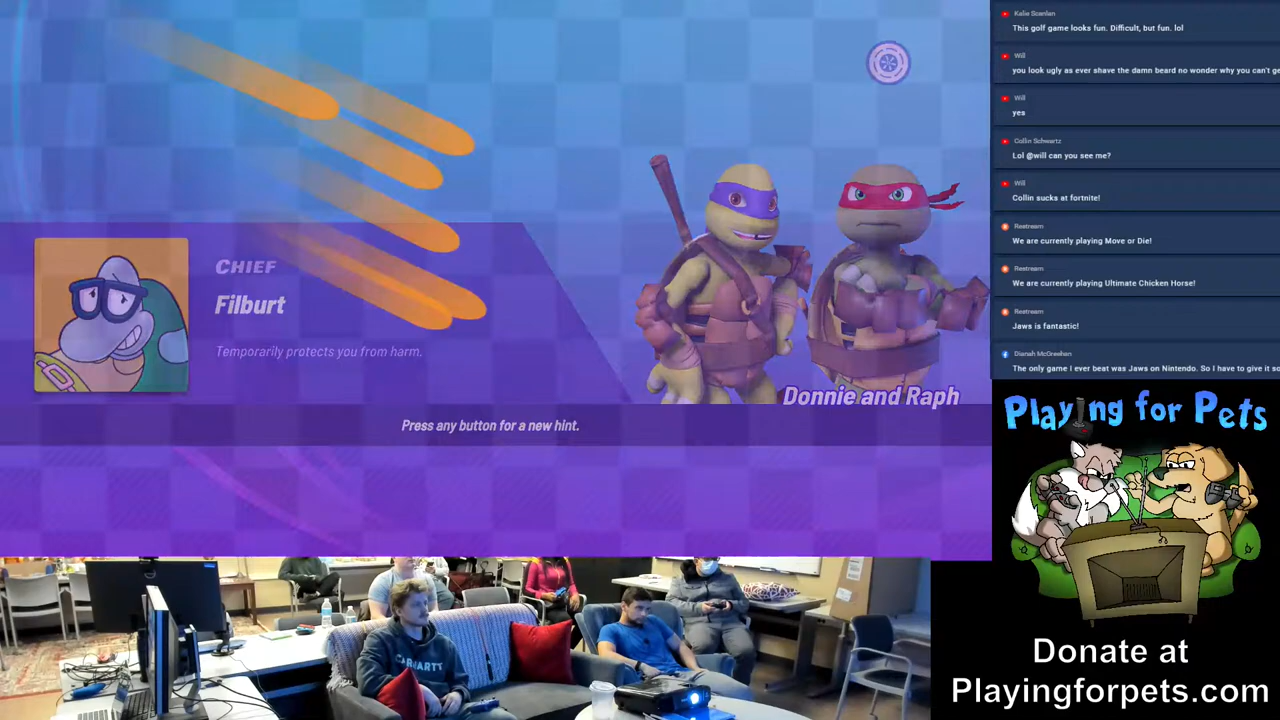 CHIEF
Filburt
Temporarily protects you from harm.
Donnie and Raph
Press any button for a new hint.
Kalie Scanlan
This golf game looks fun. Difficult, but fun. lol
Will
you look ugly as ever shave the damn beard no wonder why you can't ge
Will
yes
Collin Schwartz
Lol @will can you see me?
Will
Collin sucks at fortnite!
Restream
We are currently playing Move or Die!
Restream
We are currently playing Ultimate Chicken Horse!
Restream
Jaws is fantastic!
Dianah McGreehan
The only game I ever beat was Jaws on Nintendo. So I have to give it so
Playing for Pets
Donate at
Playingforpets.com
CARHARTT